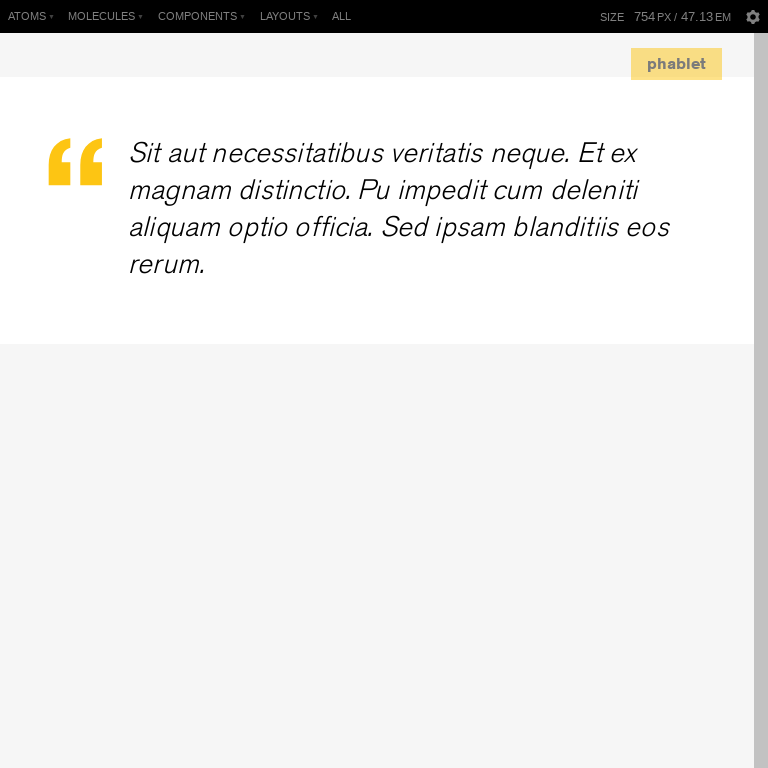 ATOMS ▾ MOLECULES ▾ COMPONENTS ▾ LAYOUTS ▾ ALL SIZE 754 PX / 47.13 EM
phablet
Sit aut necessitatibus veritatis neque. Et ex
magnam distinctio. Pu impedit cum deleniti
aliquam optio officia. Sed ipsam blanditiis eos
rerum.